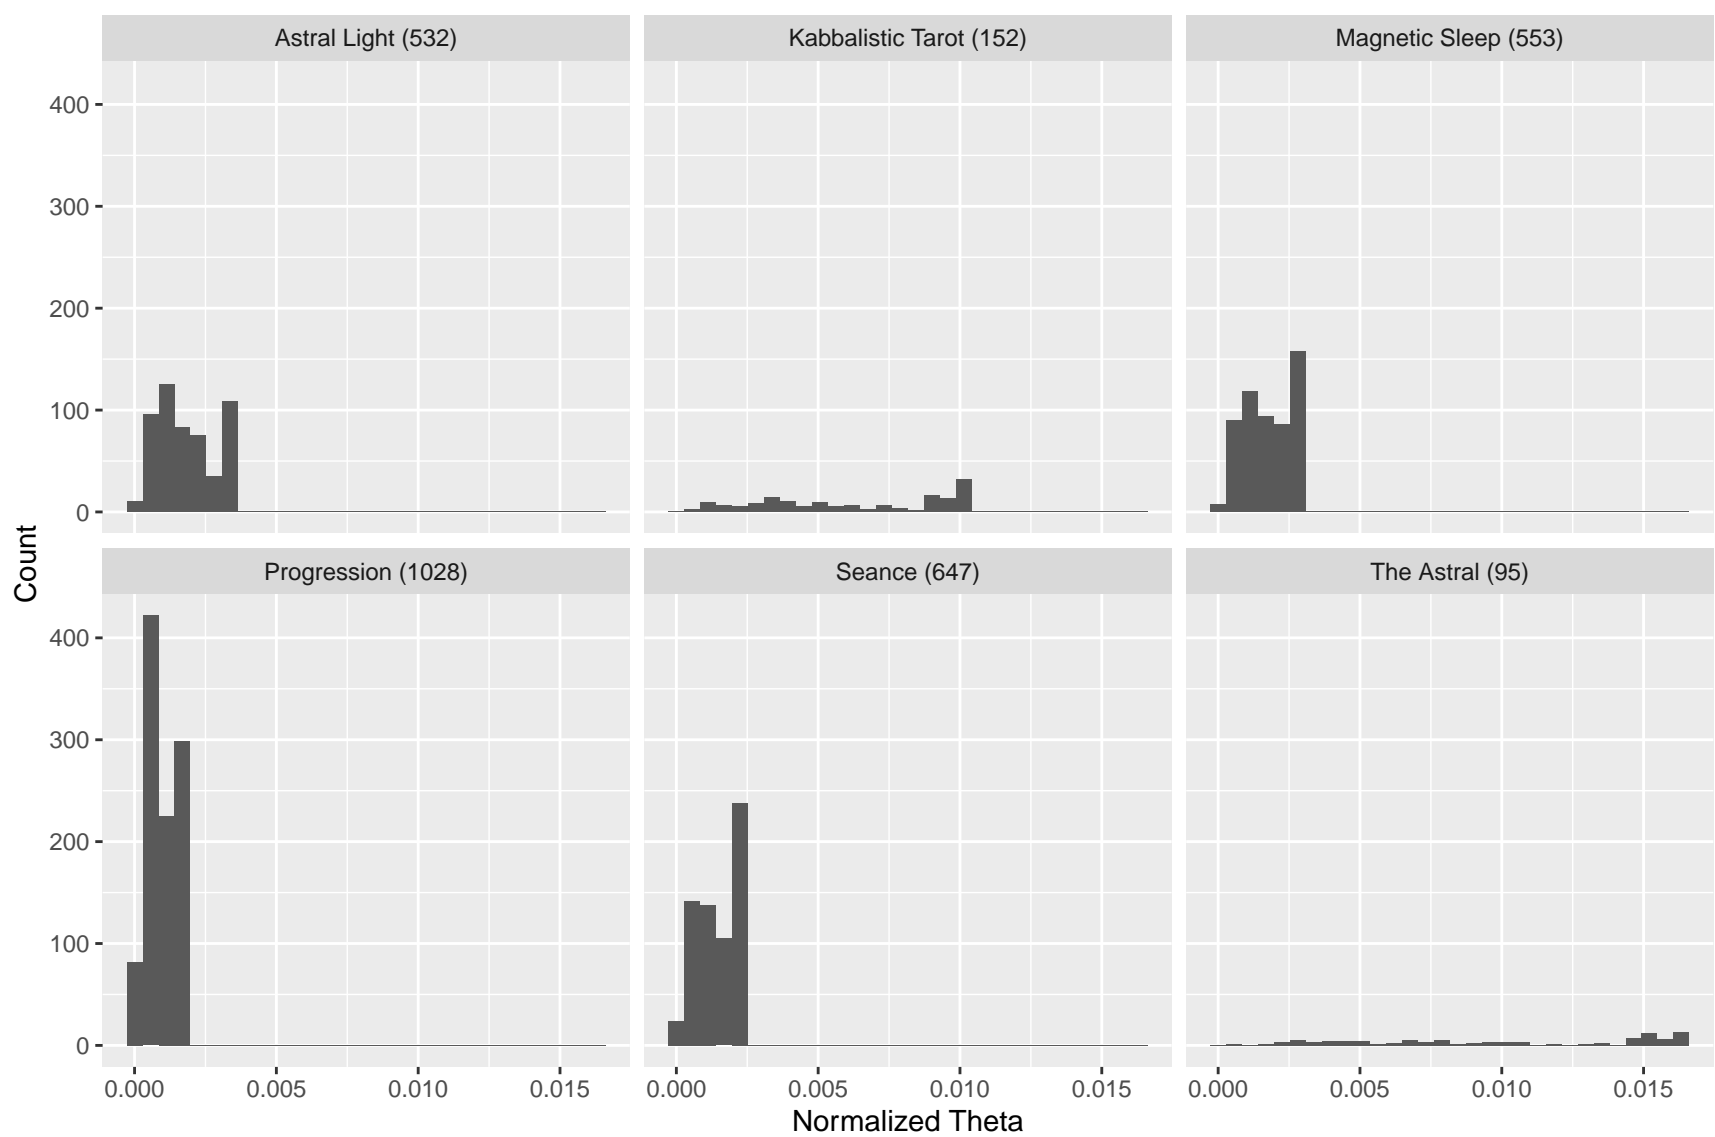 Astral Light (532)
Kabbalistic Tarot (152)
Magnetic Sleep (553)
400
300
200
100
0
Count
Progression (1028)
Seance (647)
The Astral (95)
400
300
200
100
0
0.000 0.005 0.010 0.015
0.000 0.005 0.010 0.015
0.000 0.005 0.010 0.015
Normalized Theta